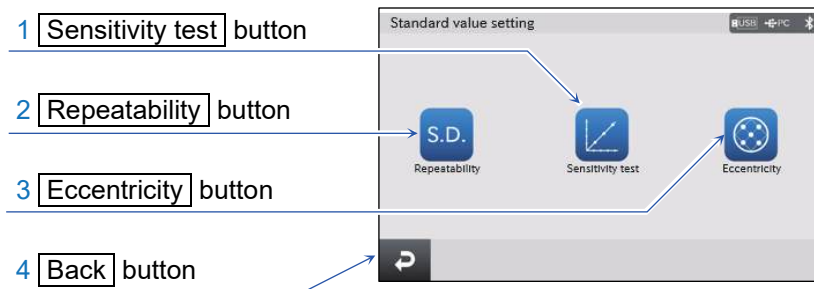 1 Sensitivity test button
2 Repeatability button
3 Eccentricity button
4 Back button
Standard value setting
USB PC
S.D.
Repeatability
Sensitivity test
Eccentricity